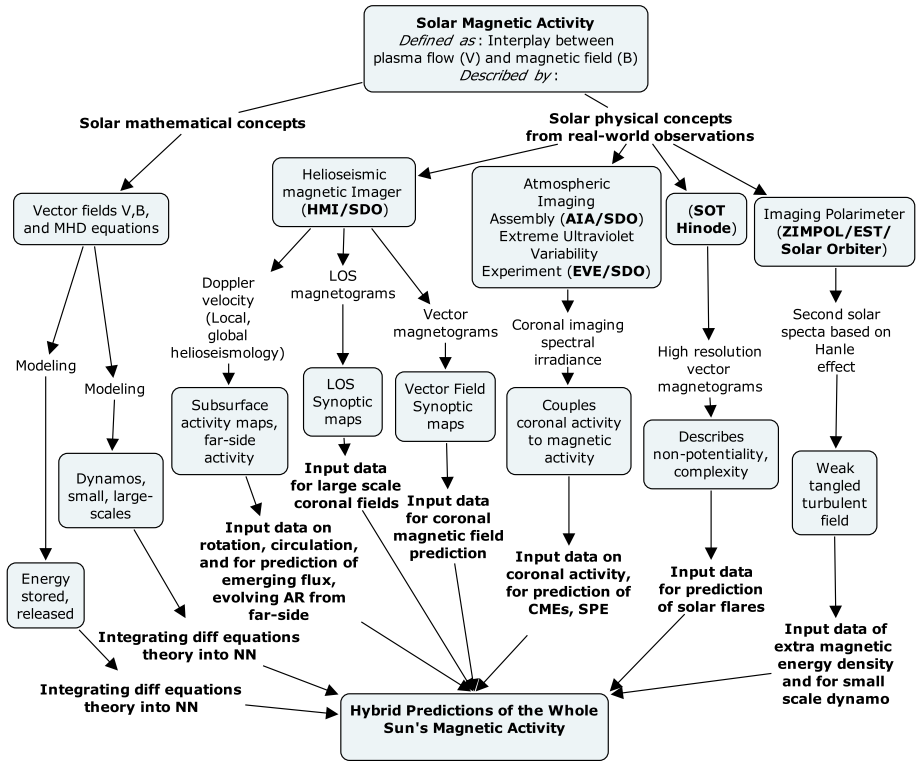 Solar Magnetic Activity
Defined as: Interplay between
plasma flow (V) and magnetic field (B)
Described by:
Solar mathematical concepts
Solar physical concepts
from real-world observations
Vector fields V,B,
and MHD equations
Helioseismic
magnetic Imager
(HMI/SDO)
Atmospheric
Imaging
Assembly (AIA/SDO)
Extreme Ultraviolet
Variability
Experiment (EVE/SDO)
(SOT
Hinode)
Imaging Polarimeter
(ZIMPOL/EST/
Solar Orbiter)
Modeling
Modeling
Doppler
velocity
(Local,
global
helioseismology)
LOS
magnetograms
Vector
magnetograms
Coronal imaging
spectral
irradiance
High resolution
vector
magnetograms
Second solar
specta based on
Hanle
effect
Dynamos,
small, large-
scales
Subsurface
activity maps,
far-side
activity
LOS
Synoptic
maps
Vector Field
Synoptic
maps
Couples
coronal activity
to magnetic
activity
Describes
non-potentiality,
complexity
Weak
tangled
turbulent
field
Energy
stored,
released
Input data on
rotation, circulation,
and for prediction of
emerging flux,
evolving AR from
far-side
Input data
for large scale
coronal fields
Input data
for coronal
magnetic field
prediction
Input data on
coronal activity,
for prediction of
CMEs, SPE
Input data
for prediction
of solar flares
Input data of
extra magnetic
energy density
and for small
scale dynamo
Integrating diff equations
theory into NN
Integrating diff equations
theory into NN
Hybrid Predictions of the Whole
Sun's Magnetic Activity